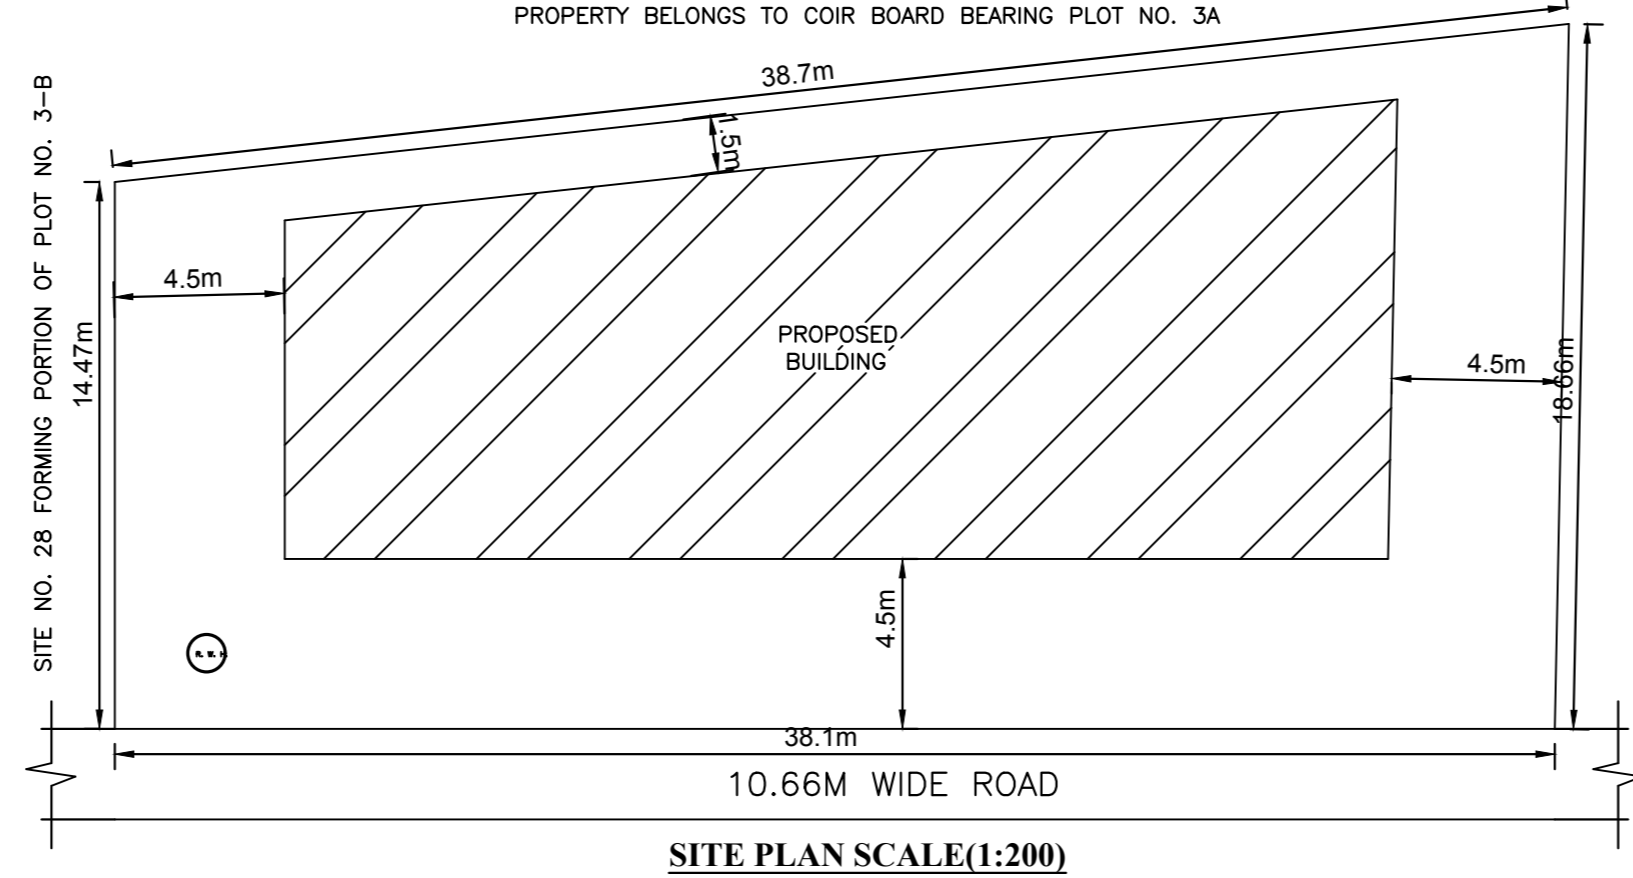 PROPERTY BELONGS TO COIR BOARD BEARING PLOT NO. 3A
38.7m
1.5m
SITE NO. 28 FORMING PORTION OF PLOT NO. 3-B
4.5m
14.47m
PROPOSED
BUILDING
4.5m
18.66m
4.5m
R. W. H
38.1m
10.66M WIDE ROAD
SITE PLAN SCALE(1:200)